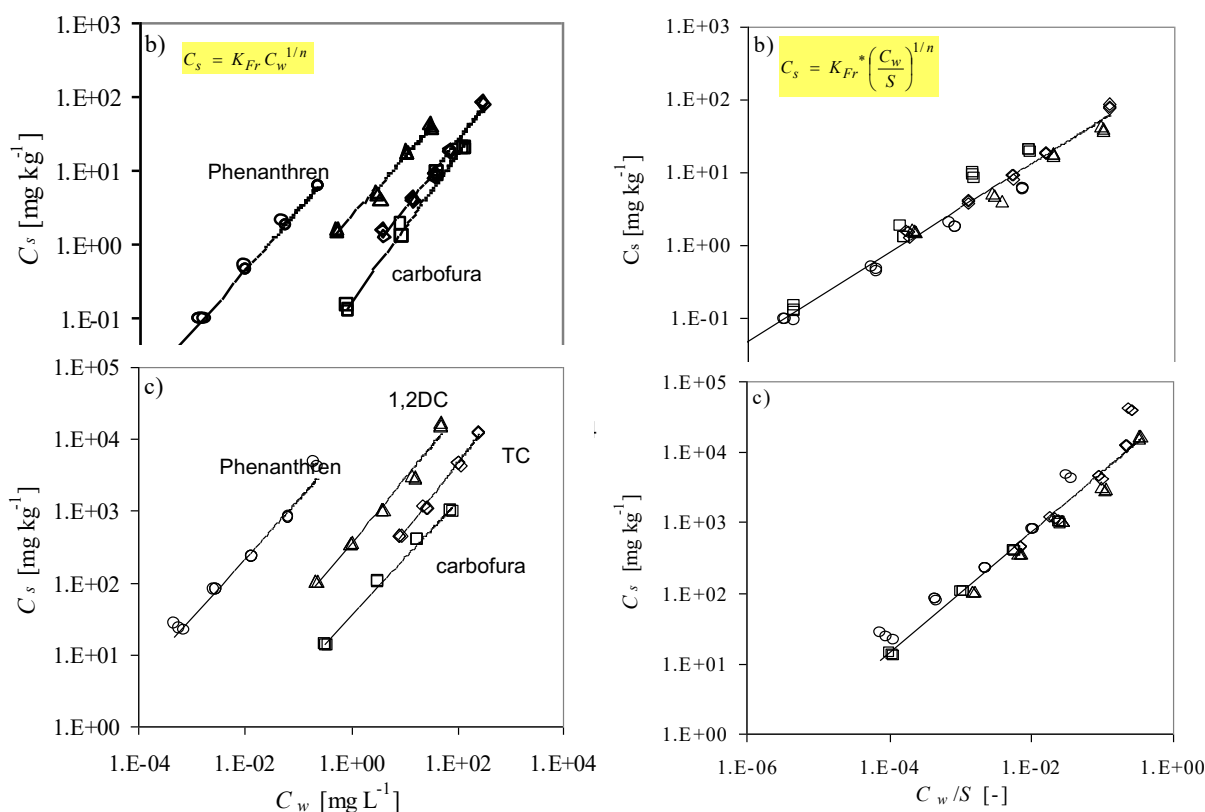 1.E+03
b)
C_s = K_Fr C_w^1/n
1.E+02
1.E+01
1.E+00
1.E-01
C_s [mg kg^-1]
Phenanthren
carbofura
1.E+03
b)
C_s = K_Fr* (C_w/S)^1/n
1.E+02
1.E+01
1.E+00
1.E-01
C_s [mg kg^-1]
1.E+05
c)
1,2DC
1.E+04
TC
Phenanthren
1.E+03
carbofura
1.E+02
1.E+01
1.E+00
C_s [mg kg^-1]
1.E-04
1.E-02
1.E+00
1.E+02
1.E+04
C_w [mg L^-1]
1.E+05
c)
1.E+04
1.E+03
1.E+02
1.E+01
1.E+00
C_s [mg kg^-1]
1.E-06
1.E-04
1.E-02
1.E+00
C_w/S [-]